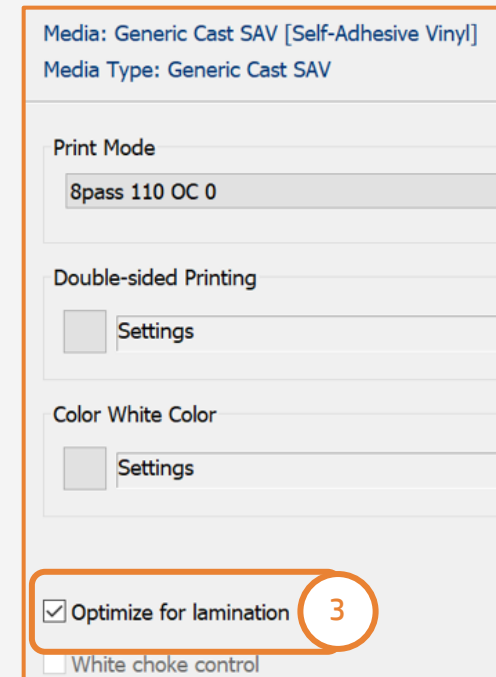 Media: Generic Cast SAV [Self-Adhesive Vinyl]
Media Type: Generic Cast SAV
Print Mode
8pass 110 OC 0
Double-sided Printing
Settings
Color White Color
Settings
Optimize for lamination 3
White choke control